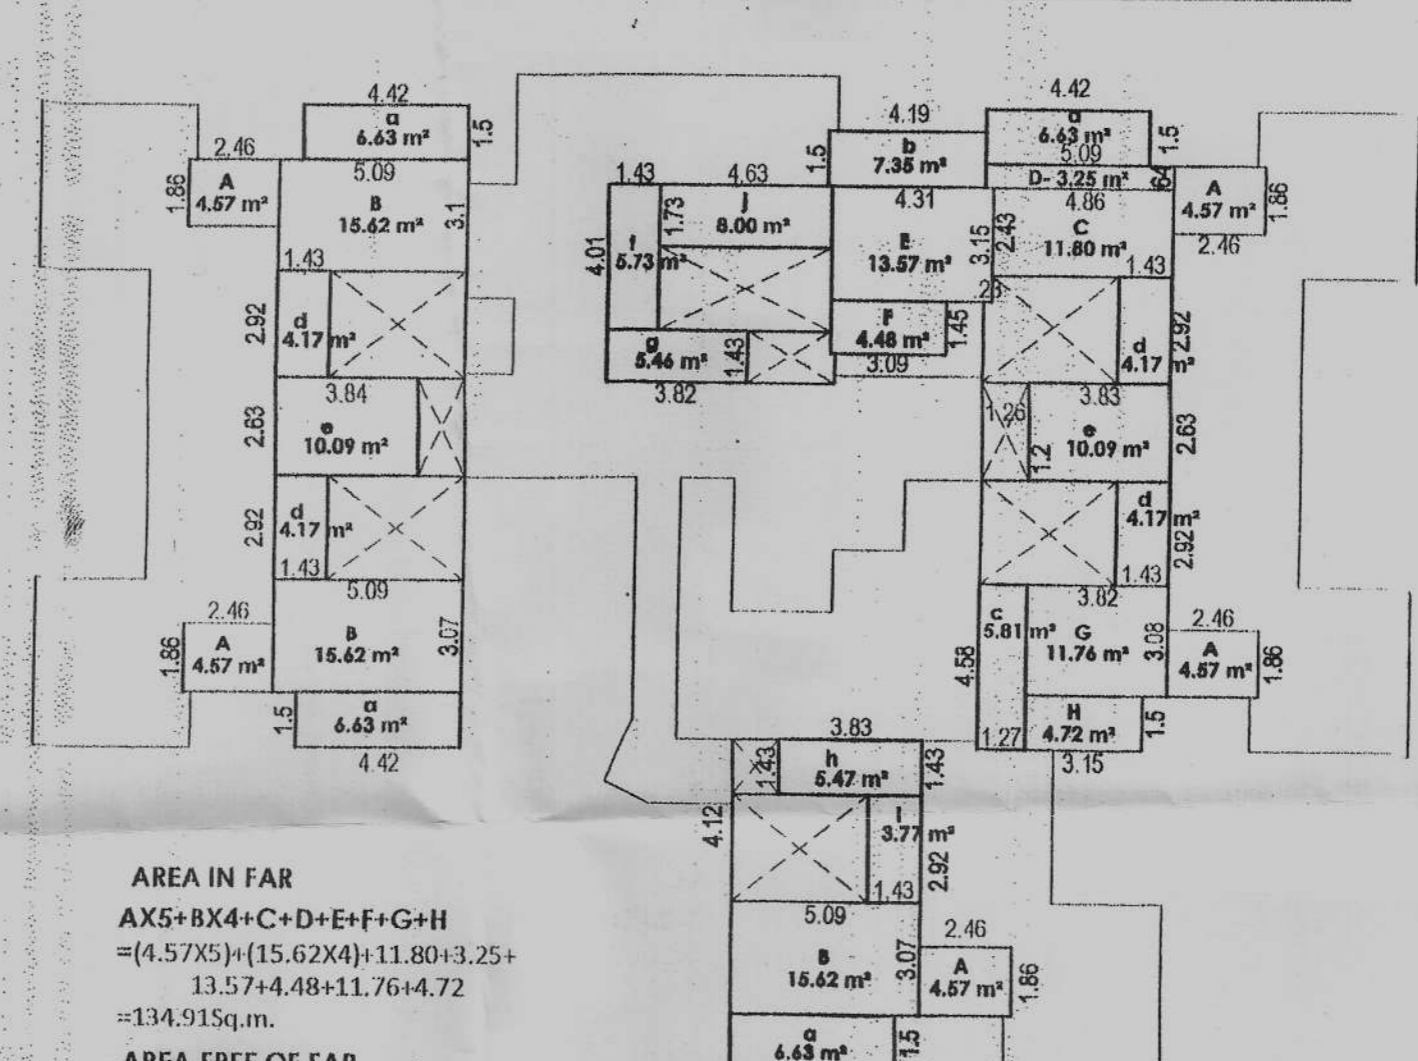 4.42
a
6.63 m²
1.5
2.46
1.86
A
4.57 m²
5.09
B
15.62 m²
3.1
1.43
2.92
d
4.17 m²
3.84
2.63
e
10.09 m²
2.92
d
4.17 m²
1.43
5.09
2.46
1.86
A
4.57 m²
B
15.62 m²
3.07
1.5
a
6.63 m²
4.42
1.43
4.63
4.01
f
5.73 m²
1.73
J
8.00 m²
g
5.46 m²
1.43
3.82
4.19
1.5
b
7.35 m²
4.31
E
13.57 m²
3.15
.23
F
4.48 m²
1.45
3.09
4.42
a
6.63 m²
1.5
5.09
D- 3.25 m²
4.86
2.43
C
11.80 m²
1.43
A
4.57 m²
1.86
2.46
d
4.17 m²
2.92
3.83
1.26
1.2
e
10.09 m²
2.63
d
4.17 m²
2.92
1.43
3.82
c
5.81 m²
4.58
1.27
G
11.76 m²
3.08
2.46
A
4.57 m²
1.86
H
4.72 m²
1.5
3.15
3.83
1.43
h
5.47 m²
1.43
4.12
I
3.77 m²
2.92
1.43
5.09
B
15.62 m²
3.07
2.46
A
4.57 m²
1.86
a
6.63 m²
1.5
AREA IN FAR
AX5+BX4+C+D+E+F+G+H
=(4.57X5)+(15.62X4)+11.80+3.25+
13.57+4.48+11.76+4.72
=134.91Sq.m.
AREA FREE OF FAR